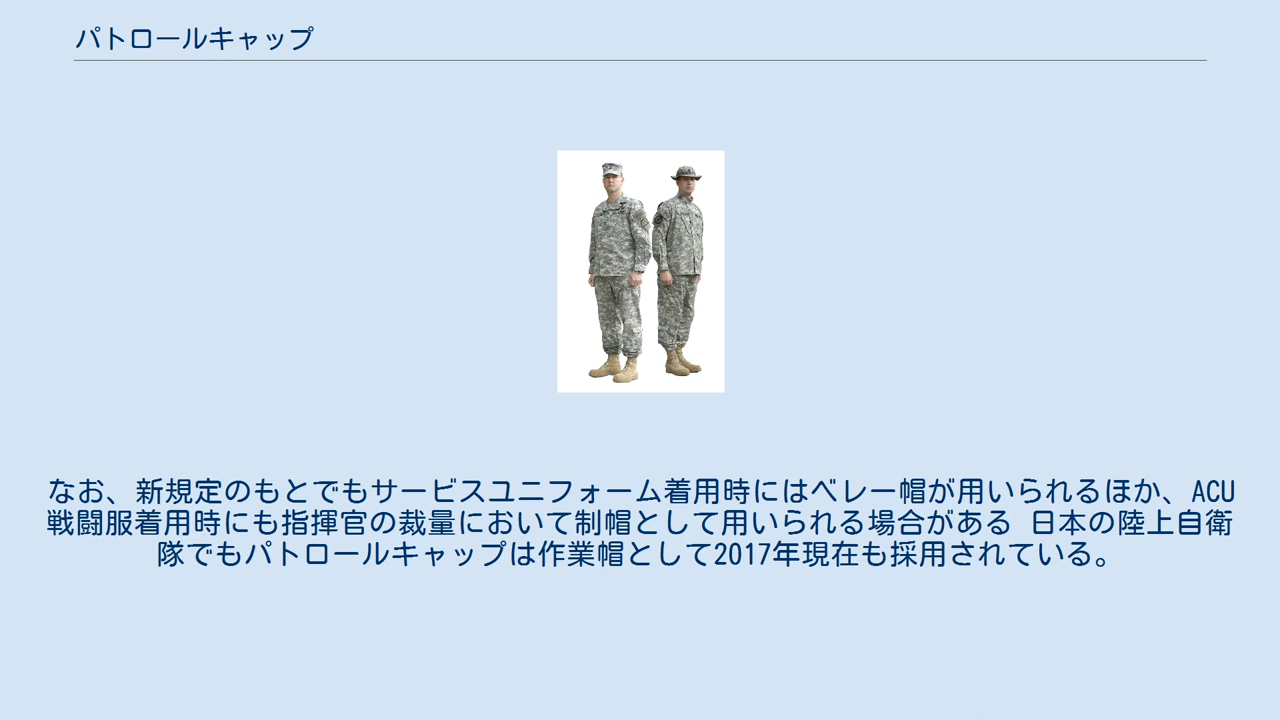 パトロールキャップ
なお、新規定のもとでもサービスユニフォーム着用時にはベレー帽が用いられるほか、ACU
戦闘服着用時にも指揮官の裁量において制帽として用いられる場合がある 日本の陸上自衛
隊でもパトロールキャップは作業帽として2017年現在も採用されている。